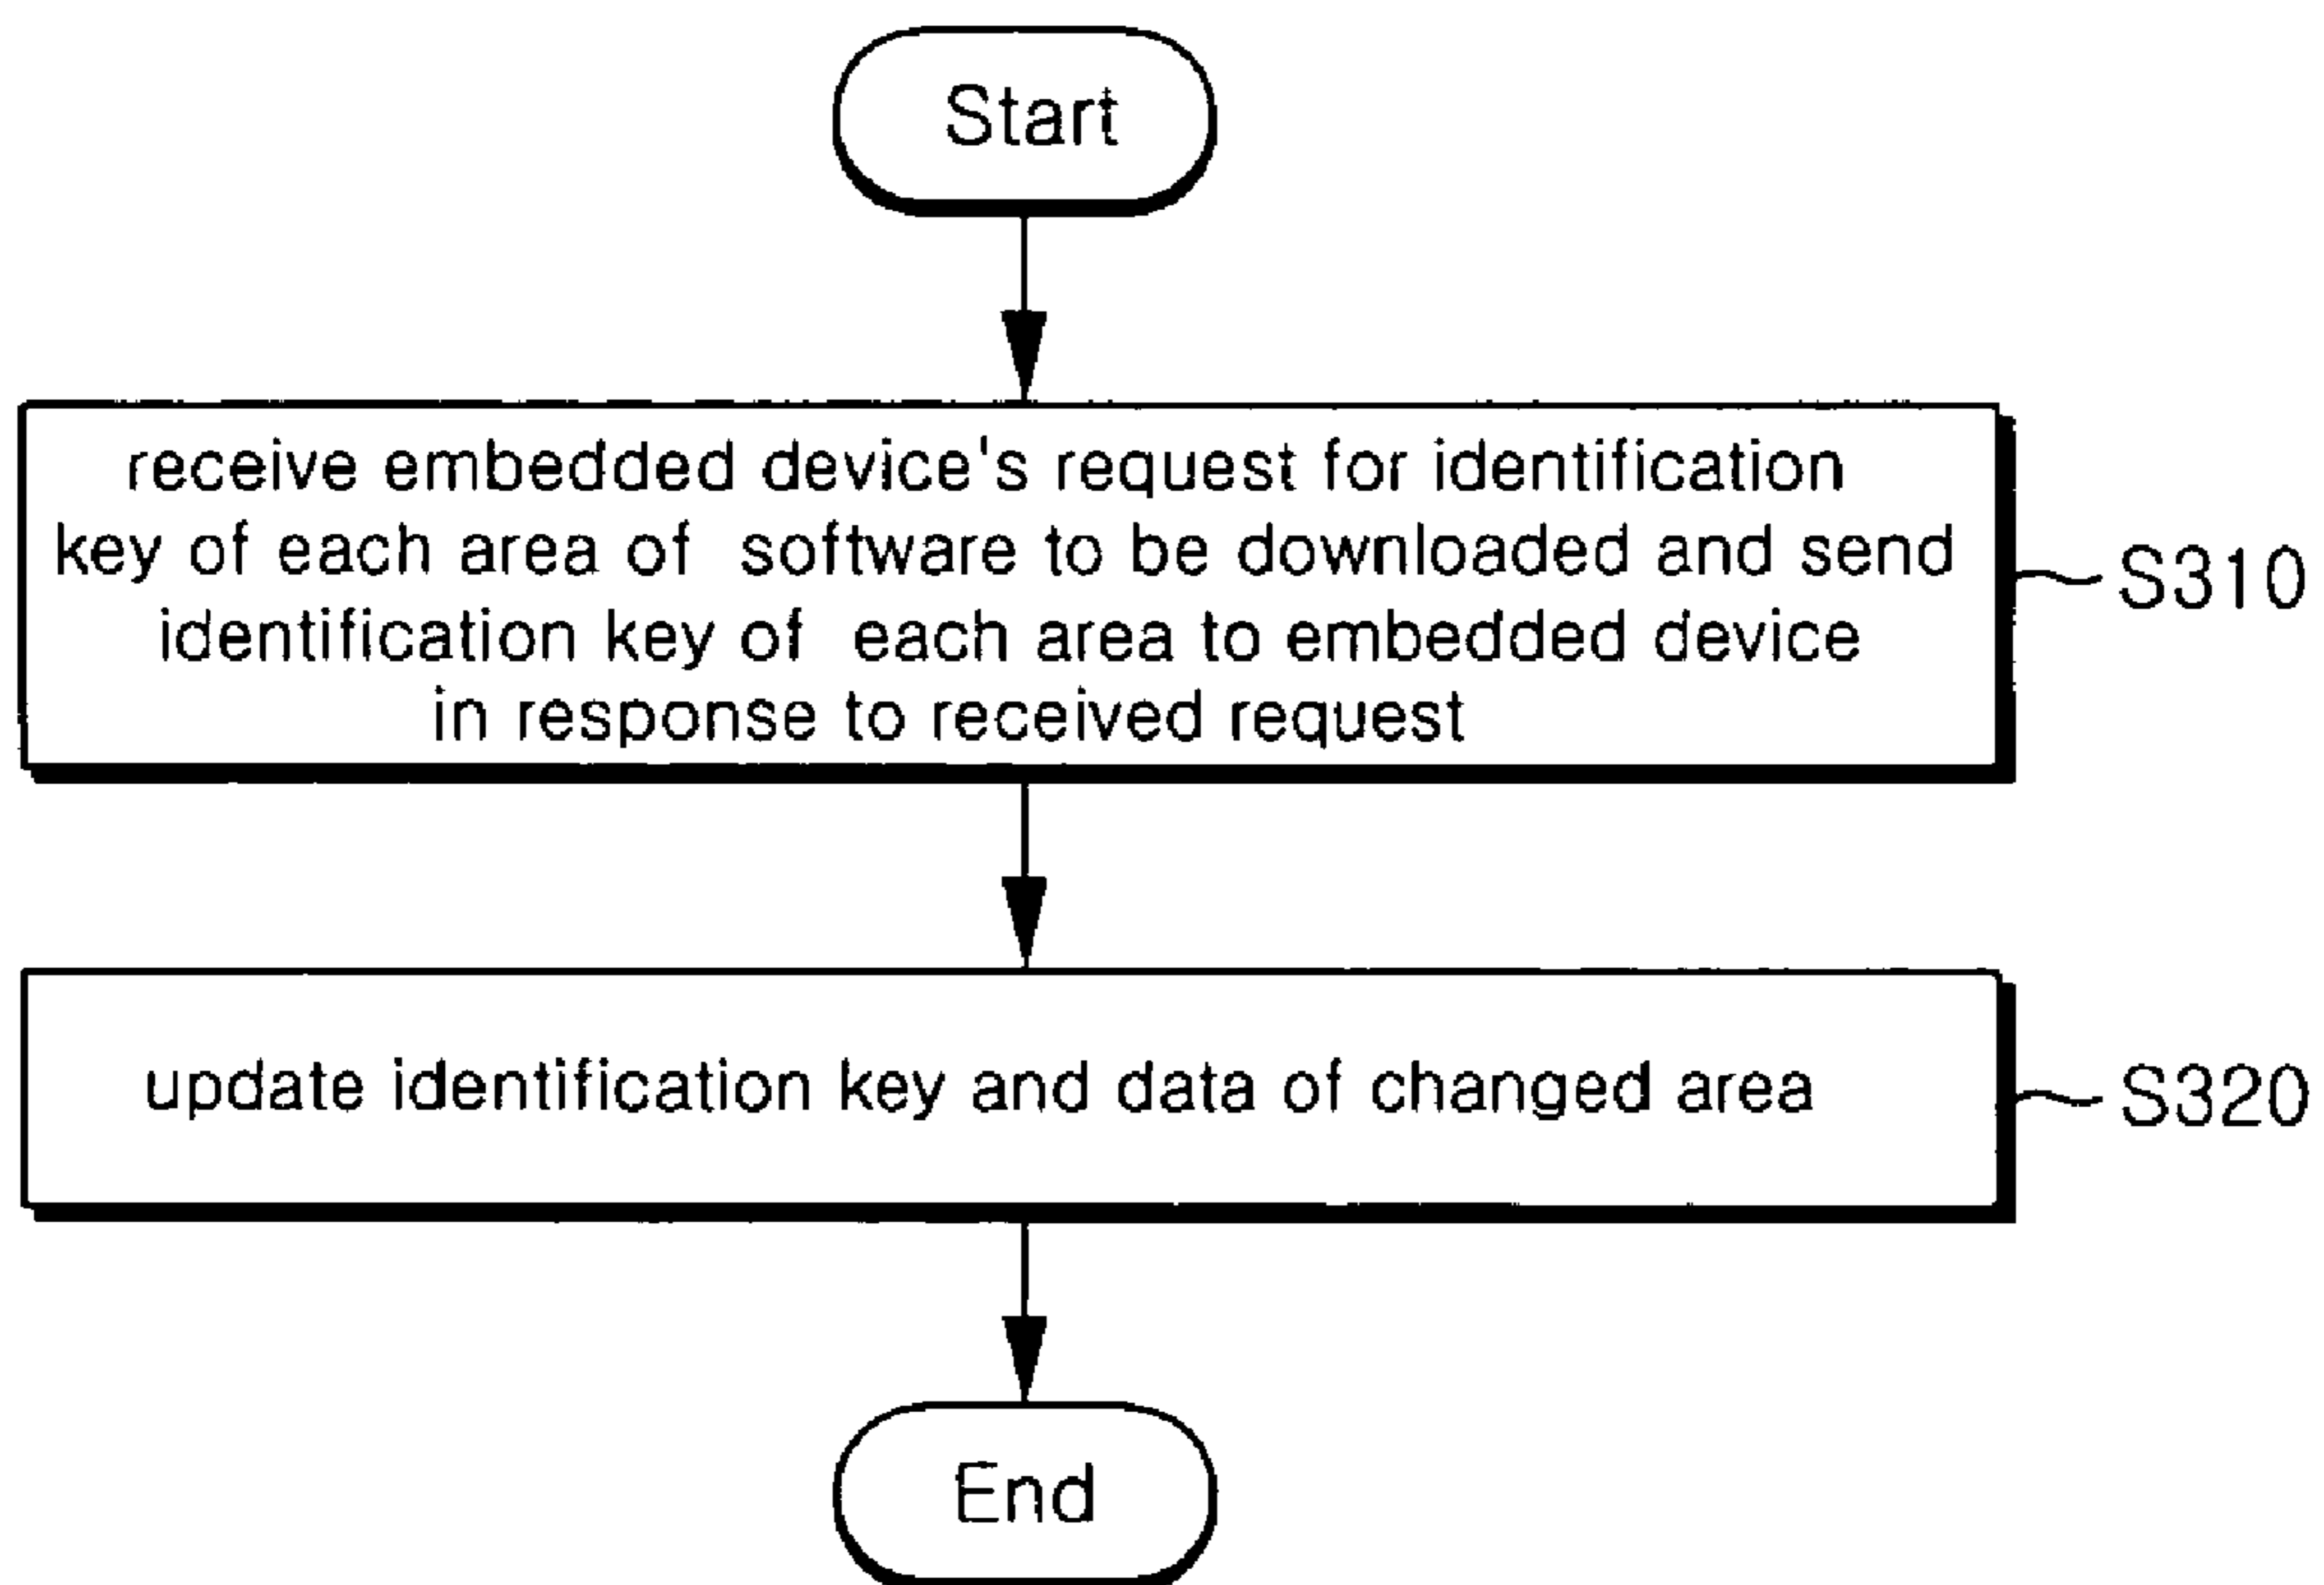 Start
receive embedded device's request for identification
key of each area of software to be downloaded and send
identification key of each area to embedded device
in response to received request
S310
update identification key and data of changed area
S320
End